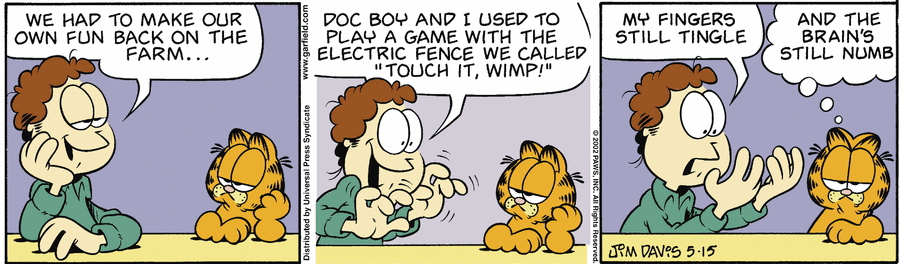 WE HAD TO MAKE OUR
OWN FUN BACK ON THE
FARM...
www.garfield.com
Distributed by Universal Press Syndicate
DOC BOY AND I USED TO
PLAY A GAME WITH THE
ELECTRIC FENCE WE CALLED
"TOUCH IT, WIMP!"
© 2002 PAWS, INC. All Rights Reserved.
MY FINGERS
STILL TINGLE
AND THE
BRAIN'S
STILL NUMB
JIM DAVIS 5·15